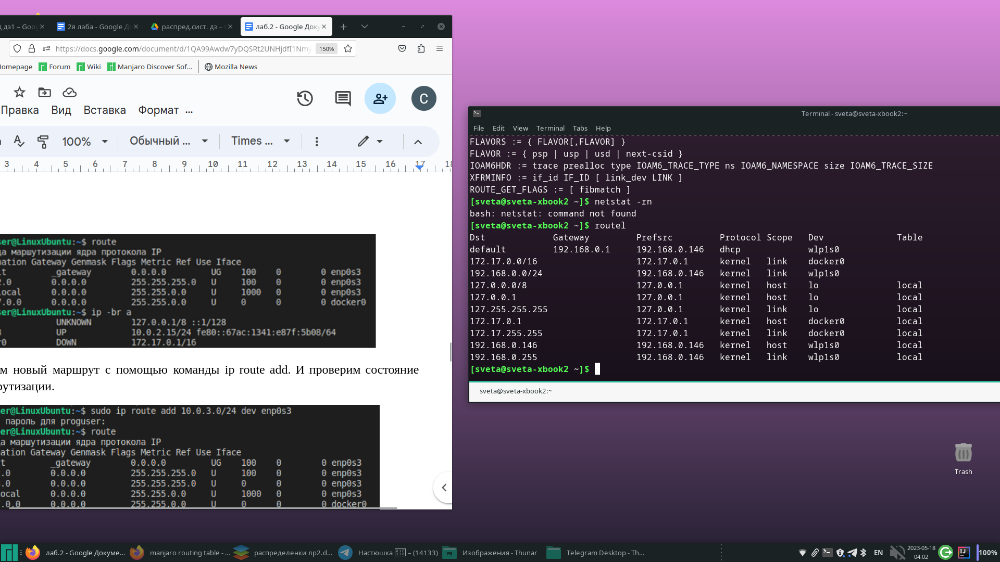 дз1 – Goo
2я лаба - Google Д
распред.сист. дз –
лаб.2 - Google Доку
https://docs.google.com/document/d/1QA99Awdw7yDQSRt2UNHjdfI1Nmy
150%
Homepage
Forum
Wiki
Manjaro Discover Sof...
Mozilla News
C
Правка
Вид
Вставка
Формат
...
100%
Обычный ...
Times ...
3 4 5 6 7 8 9 10 11 12 13 14 15 16 17 18
ser@LinuxUbuntu:~$ route
ца маршутизации ядра протокола IP
nation Gateway Genmask Flags Metric Ref Use Iface
lt _gateway 0.0.0.0 UG 100 0 0 enp0s3
2.0 0.0.0.0 255.255.255.0 U 100 0 0 enp0s3
local 0.0.0.0 255.255.0.0 U 1000 0 0 enp0s3
7.0.0 0.0.0.0 255.255.0.0 U 0 0 0 docker0
ser@LinuxUbuntu:~$ ip -br a
UNKNOWN 127.0.0.1/8 ::1/128
3 UP 10.0.2.15/24 fe80::67ac:1341:e87f:5b08/64
r0 DOWN 172.17.0.1/16
м новый маршрут с помощью команды ip route add. И проверим состояние
рутизации.
ser@LinuxUbuntu:~$ sudo ip route add 10.0.3.0/24 dev enp0s3
пароль для proguser:
ser@LinuxUbuntu:~$ route
ца маршутизации ядра протокола IP
nation Gateway Genmask Flags Metric Ref Use Iface
lt _gateway 0.0.0.0 UG 100 0 0 enp0s3
2.0 0.0.0.0 255.255.255.0 U 100 0 0 enp0s3
3.0 0.0.0.0 255.255.255.0 U 0 0 0 enp0s3
local 0.0.0.0 255.255.0.0 U 1000 0 0 enp0s3
7.0.0 0.0.0.0 255.255.0.0 U 0 0 0 docker0
Terminal - sveta@sveta-xbook2:~
File Edit View Terminal Tabs Help
FLAVORS := { FLAVOR[,FLAVOR] }
FLAVOR := { psp | usp | usd | next-csid }
IOAM6HDR := trace prealloc type IOAM6_TRACE_TYPE ns IOAM6_NAMESPACE size IOAM6_TRACE_SIZE
XFRMINFO := if_id IF_ID [ link_dev LINK ]
ROUTE_GET_FLAGS := [ fibmatch ]
[sveta@sveta-xbook2 ~]$ netstat -rn
bash: netstat: command not found
[sveta@sveta-xbook2 ~]$ routel
Dst Gateway Prefsrc Protocol Scope Dev Table
default 192.168.0.1 192.168.0.146 dhcp wlp1s0
172.17.0.0/16 172.17.0.1 kernel link docker0
192.168.0.0/24 192.168.0.146 kernel link wlp1s0
127.0.0.0/8 127.0.0.1 kernel host lo local
127.0.0.1 127.0.0.1 kernel host lo local
127.255.255.255 127.0.0.1 kernel link lo local
172.17.0.1 172.17.0.1 kernel host docker0 local
172.17.255.255 172.17.0.1 kernel link docker0 local
192.168.0.146 192.168.0.146 kernel host wlp1s0 local
192.168.0.255 192.168.0.146 kernel link wlp1s0 local
[sveta@sveta-xbook2 ~]$
sveta@sveta-xbook2:~
Trash
лаб.2 - Google Докуме...
manjaro routing table - ...
распределенки лр2.d...
Настюшка – (14133)
Изображения - Thunar
Telegram Desktop - Th...
EN
2023-05-18
04:02
IJ
100%